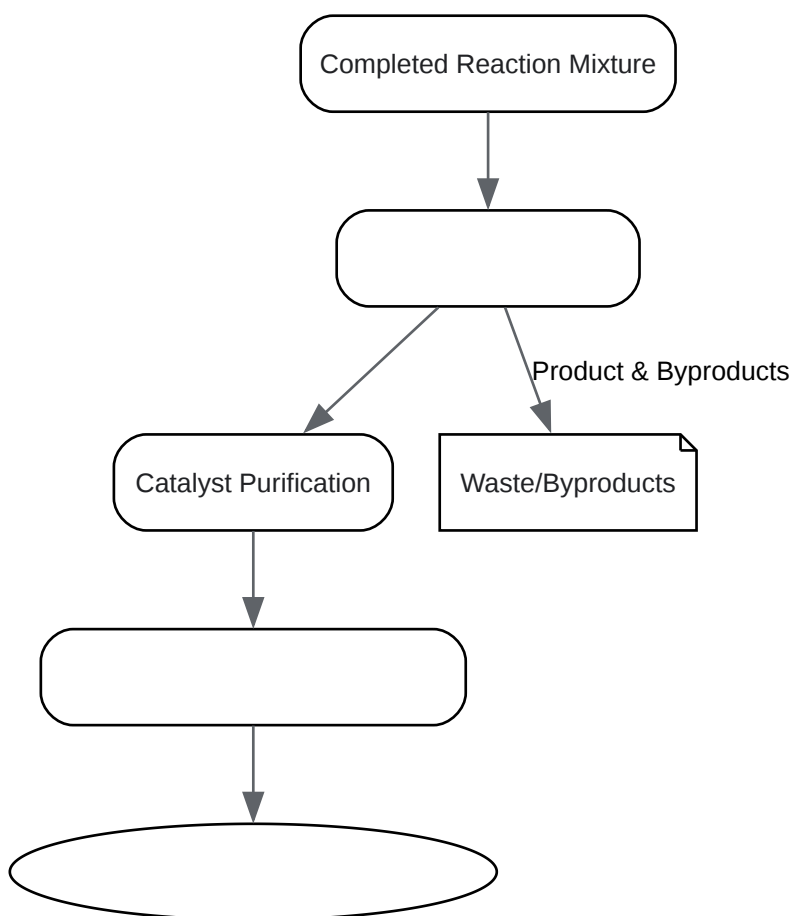 Completed Reaction Mixture
Product & Byproducts
Catalyst Purification
Waste/Byproducts